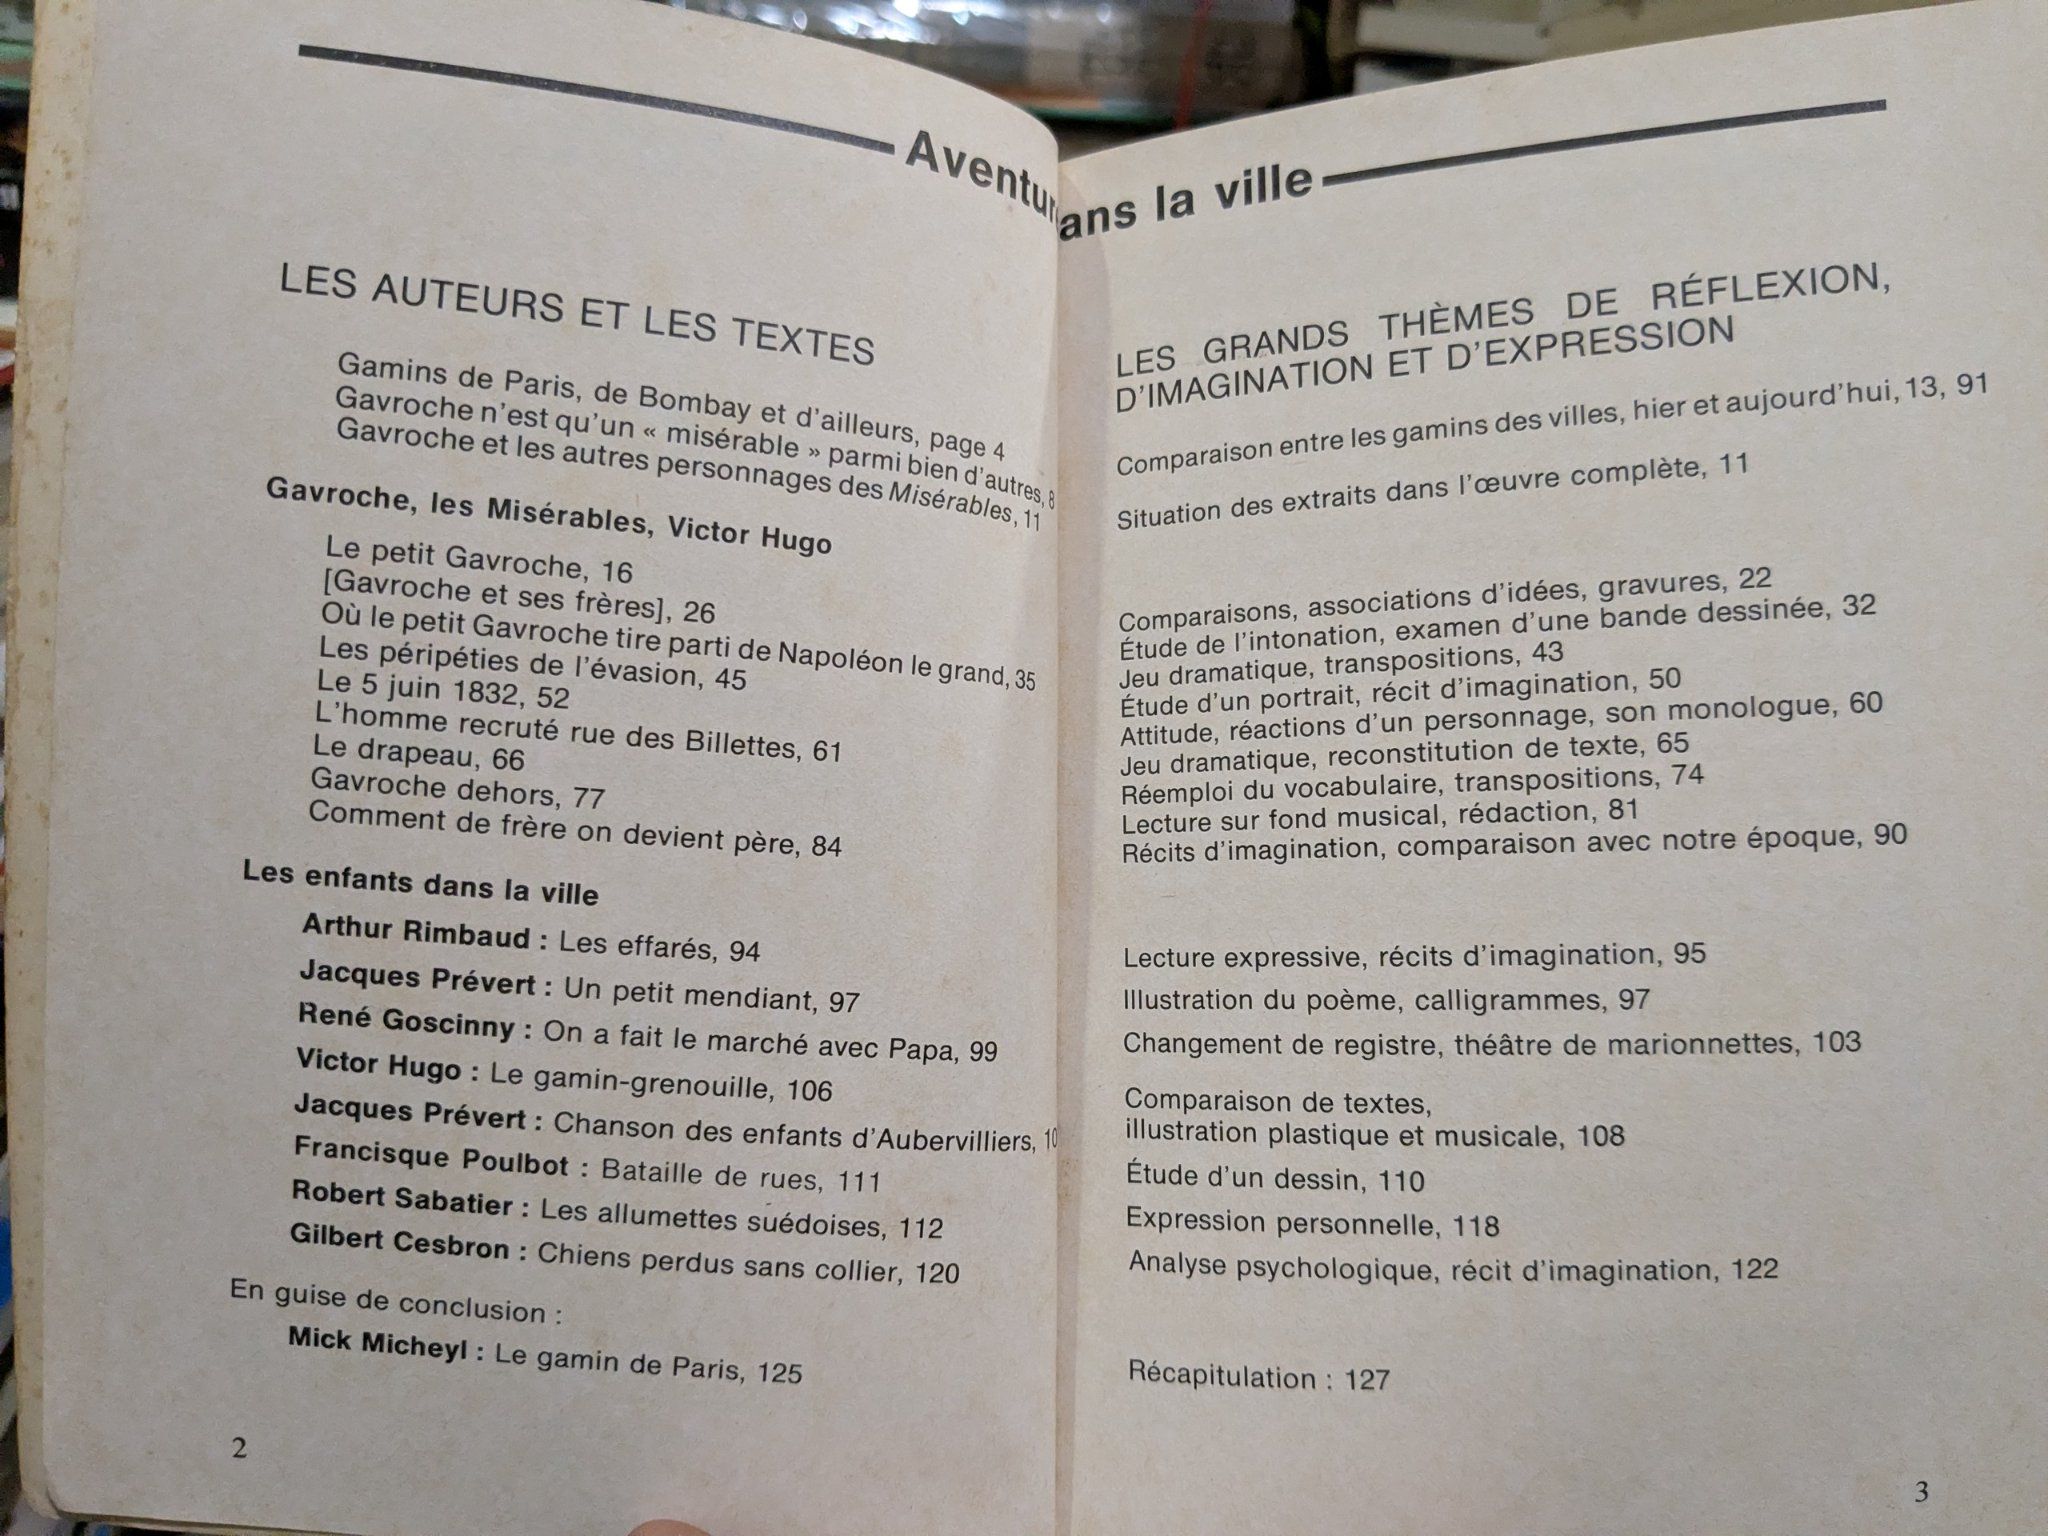 Aventur
LES AUTEURS ET LES TEXTES
Gamins de Paris, de Bombay et d'ailleurs, page 4
Gavroche n'est qu'un « misérable » parmi bien d'autres, 8
Gavroche et les autres personnages des Misérables, 11
Gavroche, les Misérables, Victor Hugo
Le petit Gavroche, 16
[Gavroche et ses frères], 26
Où le petit Gavroche tire parti de Napoléon le grand, 35
Les péripéties de l'évasion, 45
Le 5 juin 1832, 52
L'homme recruté rue des Billettes, 61
Le drapeau, 66
Gavroche dehors, 77
Comment de frère on devient père, 84
Les enfants dans la ville
Arthur Rimbaud : Les effarés, 94
Jacques Prévert : Un petit mendiant, 97
René Goscinny : On a fait le marché avec Papa, 99
Victor Hugo : Le gamin-grenouille, 106
Jacques Prévert : Chanson des enfants d'Aubervilliers, 10
Francisque Poulbot : Bataille de rues, 111
Robert Sabatier : Les allumettes suédoises, 112
Gilbert Cesbron : Chiens perdus sans collier, 120
En guise de conclusion :
Mick Micheyl : Le gamin de Paris, 125
2
ans la ville
LES GRANDS THÈMES DE RÉFLEXION,
D'IMAGINATION ET D'EXPRESSION
Comparaison entre les gamins des villes, hier et aujourd'hui, 13, 91
Situation des extraits dans l'œuvre complète, 11
Comparaisons, associations d'idées, gravures, 22
Étude de l'intonation, examen d'une bande dessinée, 32
Jeu dramatique, transpositions, 43
Étude d'un portrait, récit d'imagination, 50
Attitude, réactions d'un personnage, son monologue, 60
Jeu dramatique, reconstitution de texte, 65
Réemploi du vocabulaire, transpositions, 74
Lecture sur fond musical, rédaction, 81
Récits d'imagination, comparaison avec notre époque, 90
Lecture expressive, récits d'imagination, 95
Illustration du poème, calligrammes, 97
Changement de registre, théâtre de marionnettes, 103
Comparaison de textes,
illustration plastique et musicale, 108
Étude d'un dessin, 110
Expression personnelle, 118
Analyse psychologique, récit d'imagination, 122
Récapitulation : 127
3